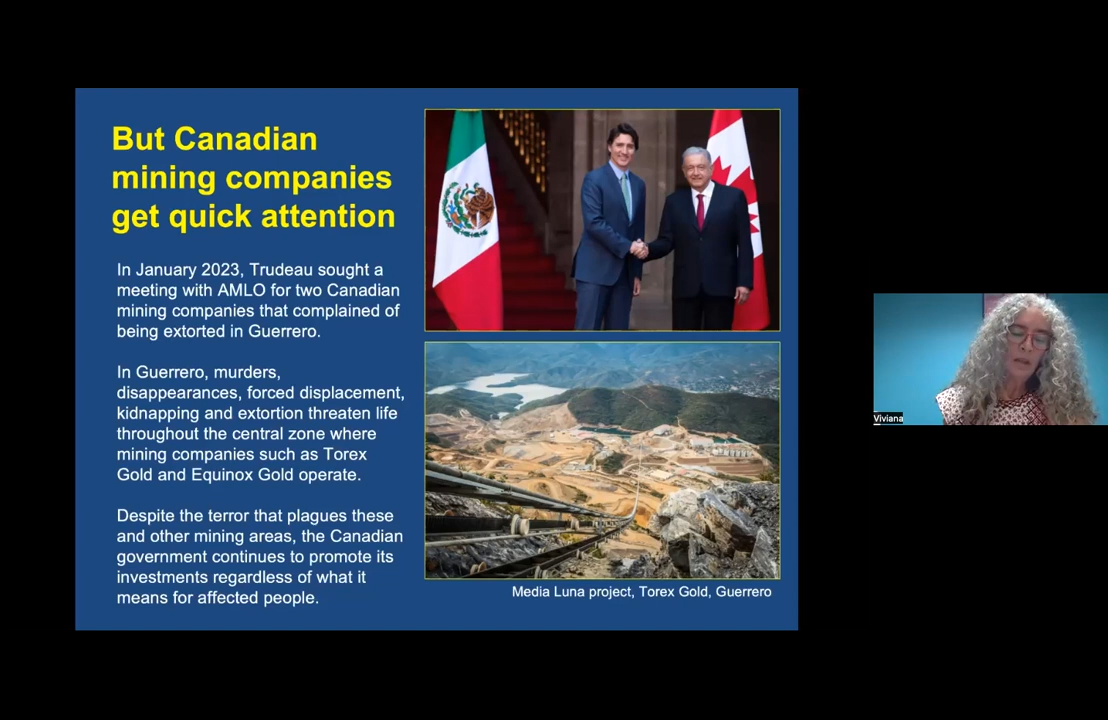 But Canadian
mining companies
get quick attention
In January 2023, Trudeau sought a
meeting with AMLO for two Canadian
mining companies that complained of
being extorted in Guerrero.
In Guerrero, murders,
disappearances, forced displacement,
kidnapping and extortion threaten life
throughout the central zone where
mining companies such as Torex
Gold and Equinox Gold operate.
Despite the terror that plagues these
and other mining areas, the Canadian
government continues to promote its
investments regardless of what it
means for affected people.
Media Luna project, Torex Gold, Guerrero
Viviana